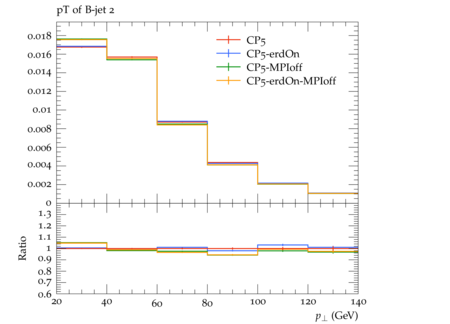 pT of B-jet 2
0.018
0.016
0.014
0.012
0.01
0.008
0.006
0.004
0.002
0
CP5
CP5-erdOn
CP5-MPIoff
CP5-erdOn-MPIoff
1.3
1.2
1.1
1
0.9
0.8
0.7
0.6
Ratio
20 40 60 80 100 120 140
p⊥ (GeV)